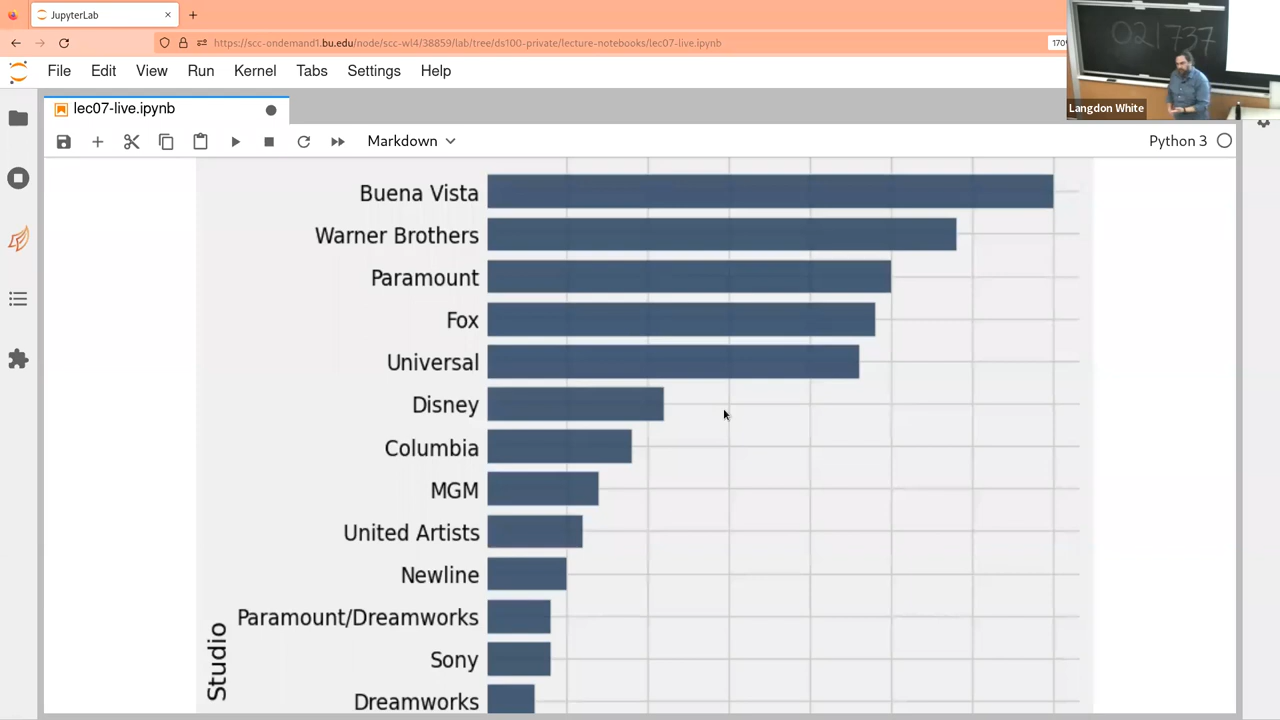 JupyterLab
https://scc-ondemand1.bu.edu/node/scc-wl4/38859/lab/tree/ds100-private/lecture-notebooks/lec07-live.ipynb
170%
021737
Langdon White
File Edit View Run Kernel Tabs Settings Help
lec07-live.ipynb
Markdown
Python 3
Buena Vista
Warner Brothers
Paramount
Fox
Universal
Disney
Columbia
MGM
United Artists
Newline
Paramount/Dreamworks
Sony
Dreamworks
Studio